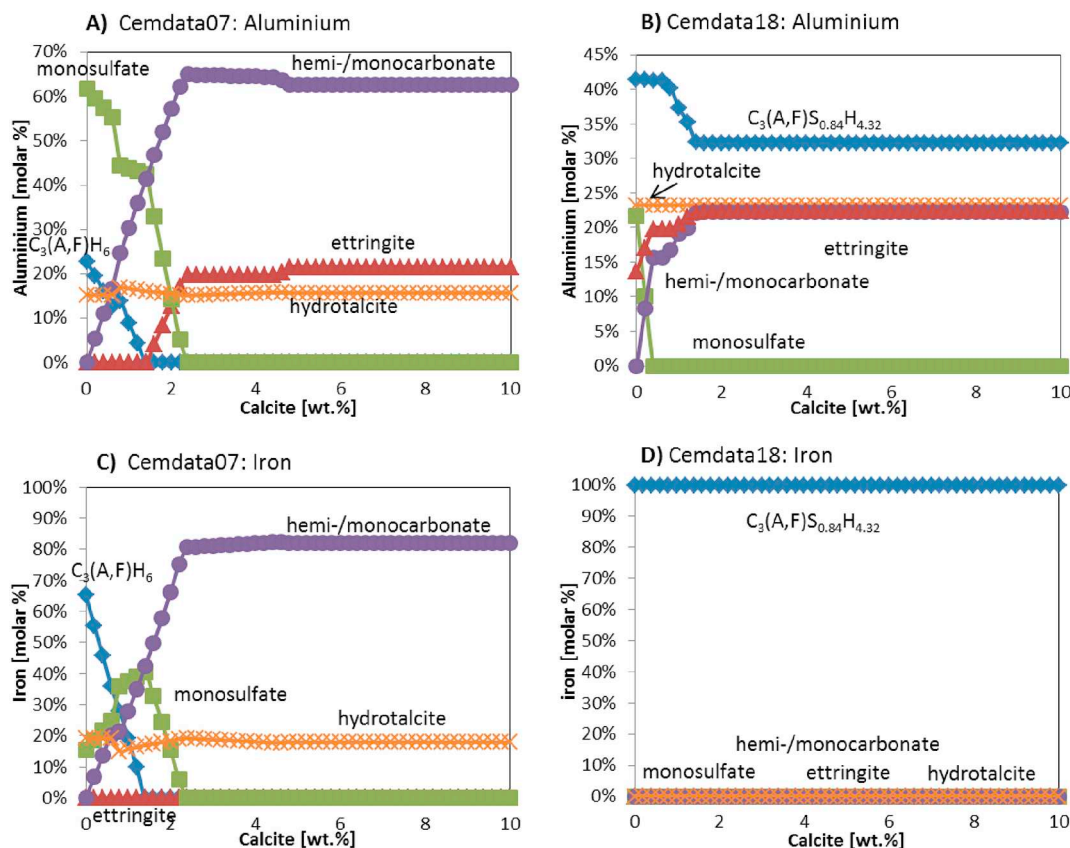 A) Cemdata07: Aluminium
70%
60%
50%
40%
30%
20%
10%
0%
Aluminium [molar %]
monosulfate
hemi-/monocarbonate
C₃(A,F)H₆
ettringite
hydrotalcite
0 2 4 6 8 10
Calcite [wt.%]
B) Cemdata18: Aluminium
45%
40%
35%
30%
25%
20%
15%
10%
5%
0%
Aluminium [molar %]
C₃(A,F)S₀.₈₄H₄.₃₂
hydrotalcite
ettringite
hemi-/monocarbonate
monosulfate
0 2 4 6 8 10
Calcite [wt.%]
C) Cemdata07: Iron
100%
90%
80%
70%
60%
50%
40%
30%
20%
10%
0%
Iron [molar %]
hemi-/monocarbonate
C₃(A,F)H₆
monosulfate
hydrotalcite
ettringite
0 2 4 6 8 10
Calcite [wt.%]
D) Cemdata18: Iron
100%
90%
80%
70%
60%
50%
40%
30%
20%
10%
0%
iron [molar %]
C₃(A,F)S₀.₈₄H₄.₃₂
hemi-/monocarbonate
monosulfate ettringite hydrotalcite
0 2 4 6 8 10
Calcite [wt.%]